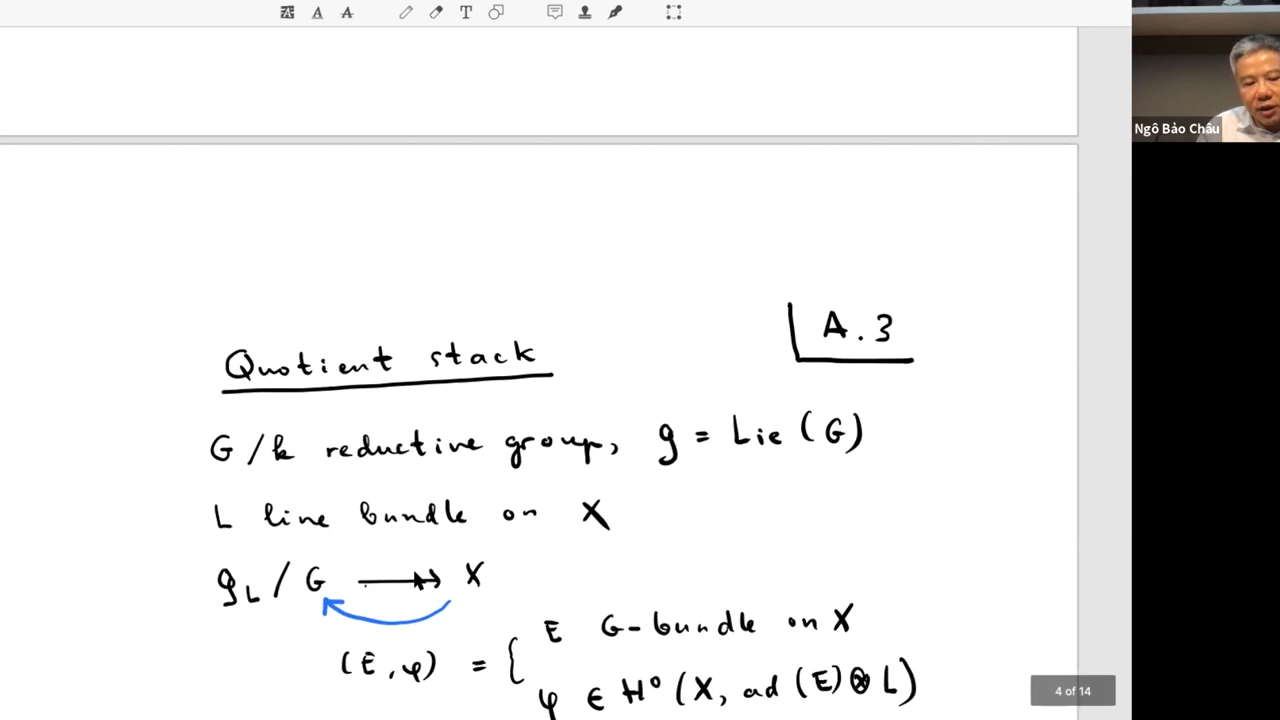 Ngô Bảo Châu
A.3
Quotient stack
G/k reductive group, g = Lie(G)
L line bundle on X
g_L / G → X
(E, φ) = { E G-bundle on X
φ ∈ H⁰(X, ad(E) ⊗ L)
4 of 14